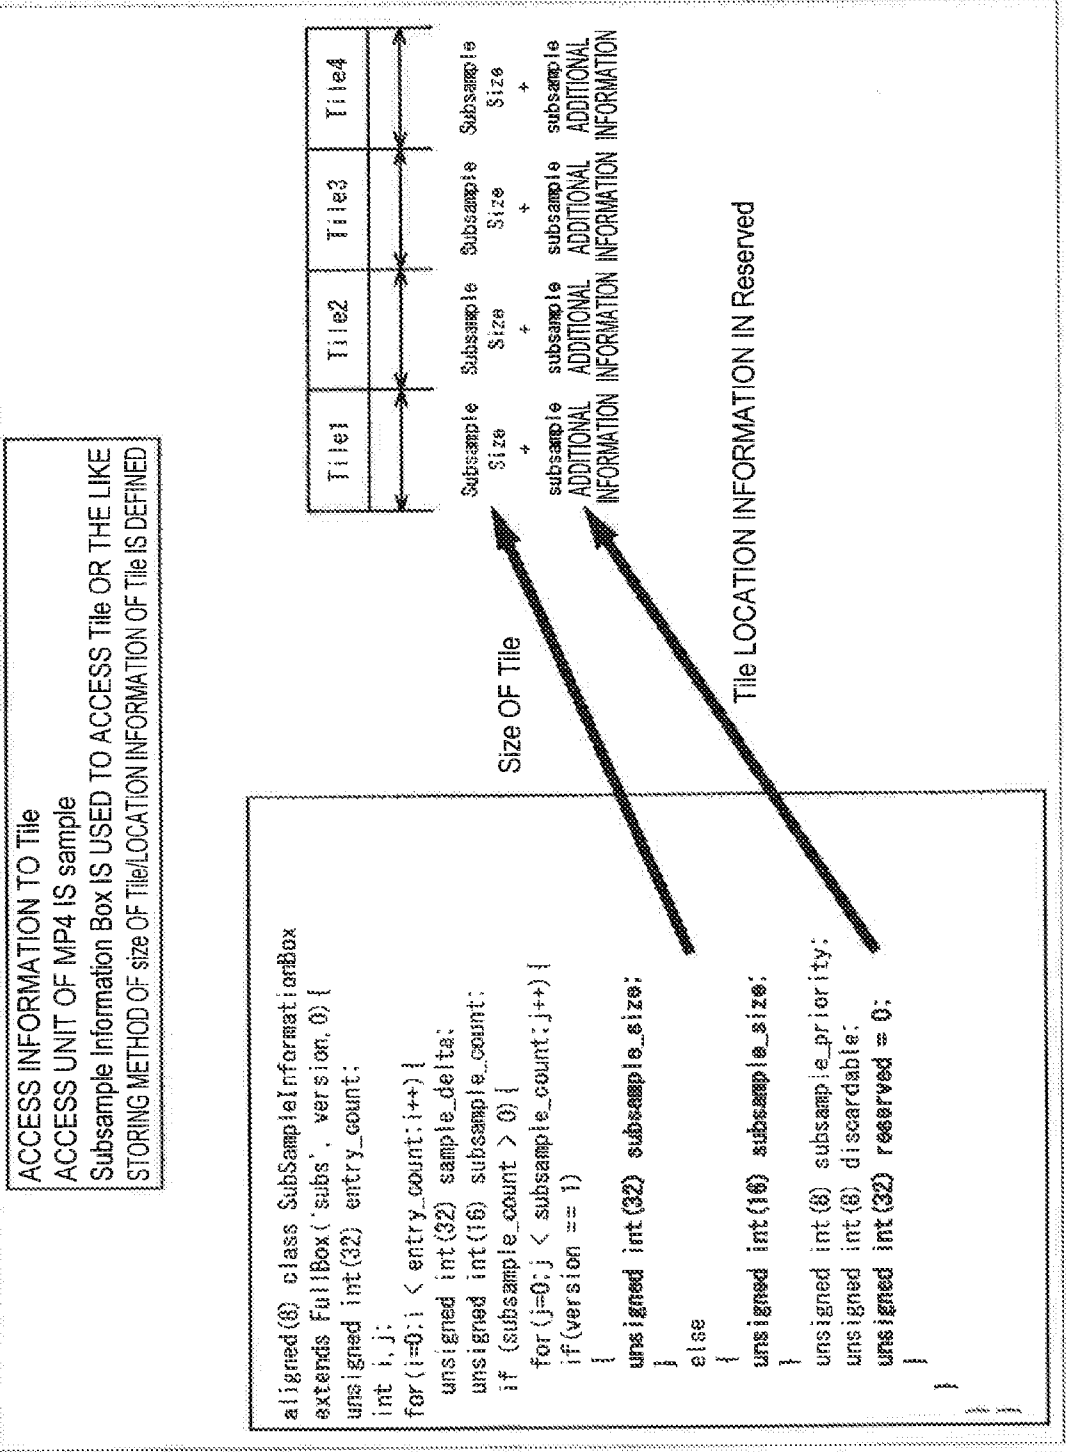 ACCESS INFORMATION TO Tile
ACCESS UNIT OF MP4 IS sample
Subsample Information Box IS USED TO ACCESS Tile OR THE LIKE
STORING METHOD OF size OF Tile/LOCATION INFORMATION OF Tile IS DEFINED
aligned(8) class SubSampleInformationBox
extends FullBox('subs', version,0){
unsigned int(32) entry_count;
int i,j;
for(i=0;i < entry_count;i++){
unsigned int(32) sample_delta;
unsigned int(16) subsample_count;
if (subsample_count > 0){
for(j=0;j < subsample_count;j++){
if(version == 1)
{
unsigned int(32) subsample_size;
}
else
{
unsigned int(16) subsample_size;
}
unsigned int(8) subsample_priority;
unsigned int(8) discardable;
unsigned int(32) reserved = 0;
}
}
}
}
Size OF Tile
Tile LOCATION INFORMATION IN Reserved
Tile1 Tile2 Tile3 Tile4
Subsample Subsample Subsample Subsample
Size Size Size Size
+ + + +
subsample subsample subsample subsample
ADDITIONAL ADDITIONAL ADDITIONAL ADDITIONAL
INFORMATION INFORMATION INFORMATION INFORMATION